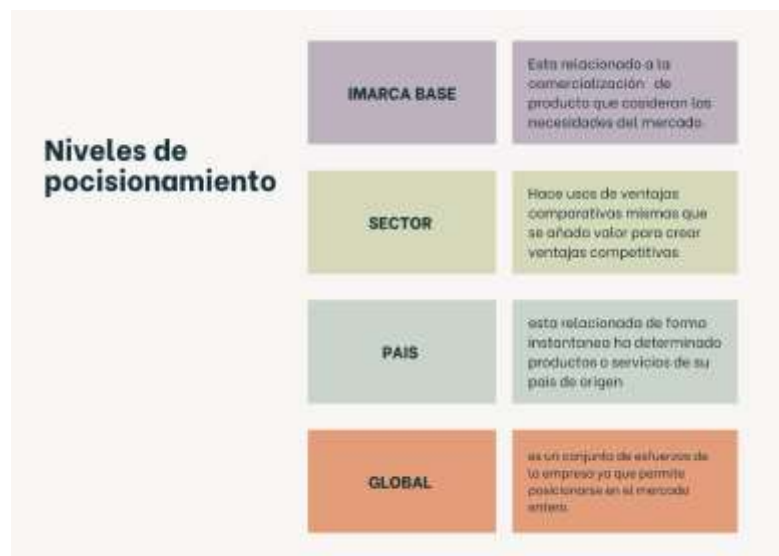 Niveles de
pocisionamiento
IMARCA BASE
Esta relacionado a la
comercialización de
producto que cosideran las
necesidades del mercado.
SECTOR
Hace usos de ventajas
comparativas mismas que
se añada valor para crear
ventajas competitivas
PAIS
esta relacionada de forma
instantanea ha determinado
productos o servicios de su
pais de origen
GLOBAL
es un conjunto de esfuerzos de
la empresa ya que permite
posicionarse en el mercado
entero.